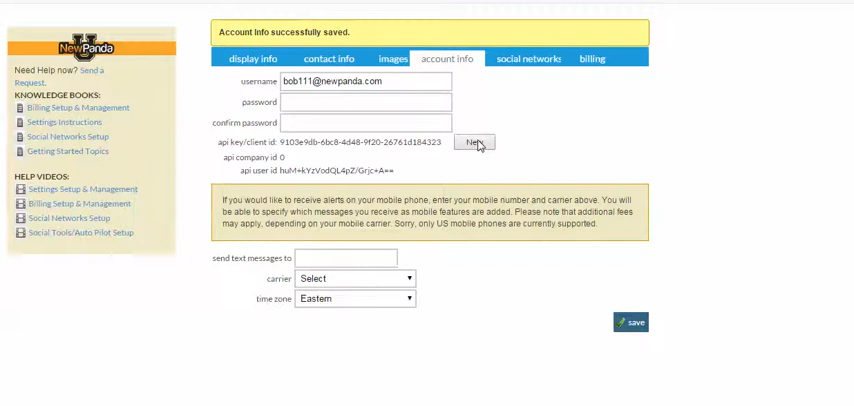 Account Info successfully saved.
display info contact info images account info social networks billing
NewPanda
Need Help now? Send a
Request.
KNOWLEDGE BOOKS:
Billing Setup & Management
Settings Instructions
Social Networks Setup
Getting Started Topics
HELP VIDEOS:
Settings Setup & Management
Billing Setup & Management
Social Networks Setup
Social Tools/Auto Pilot Setup
username bob111@newpanda.com
password
confirm password
api key/client id: 9103e9db-6bc8-4d48-9f20-26761d184323 New
api company id 0
api user id huM+kYzVodQL4pZ/Grjc+A==
If you would like to receive alerts on your mobile phone, enter your mobile number and carrier above. You will
be able to specify which messages you receive as mobile features are added. Please note that additional fees
may apply, depending on your mobile carrier. Sorry, only US mobile phones are currently supported.
send text messages to
carrier Select
time zone Eastern
save